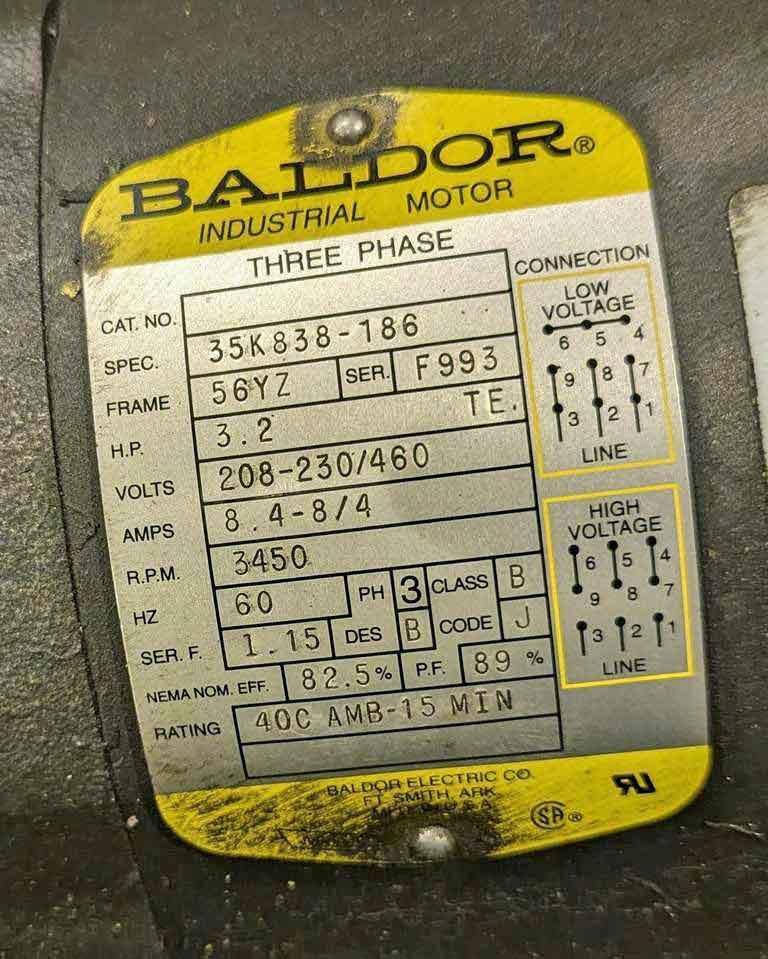 BALDOR®
INDUSTRIAL MOTOR
THREE PHASE
CAT. NO.
SPEC. 35K838-186
FRAME 56YZ SER. F993
H.P. 3.2 TE.
VOLTS 208-230/460
AMPS 8.4-8/4
R.P.M. 3450
HZ 60 PH 3 CLASS B
SER. F. 1.15 DES B CODE J
NEMA NOM. EFF. 82.5% P.F. 89 %
RATING 40C AMB-15 MIN
CONNECTION
LOW
VOLTAGE
6 5 4
9 8 7
3 2 1
LINE
HIGH
VOLTAGE
6 5 4
9 8 7
3 2 1
LINE
BALDOR ELECTRIC CO.
FT. SMITH, ARK.
SA ®
RU